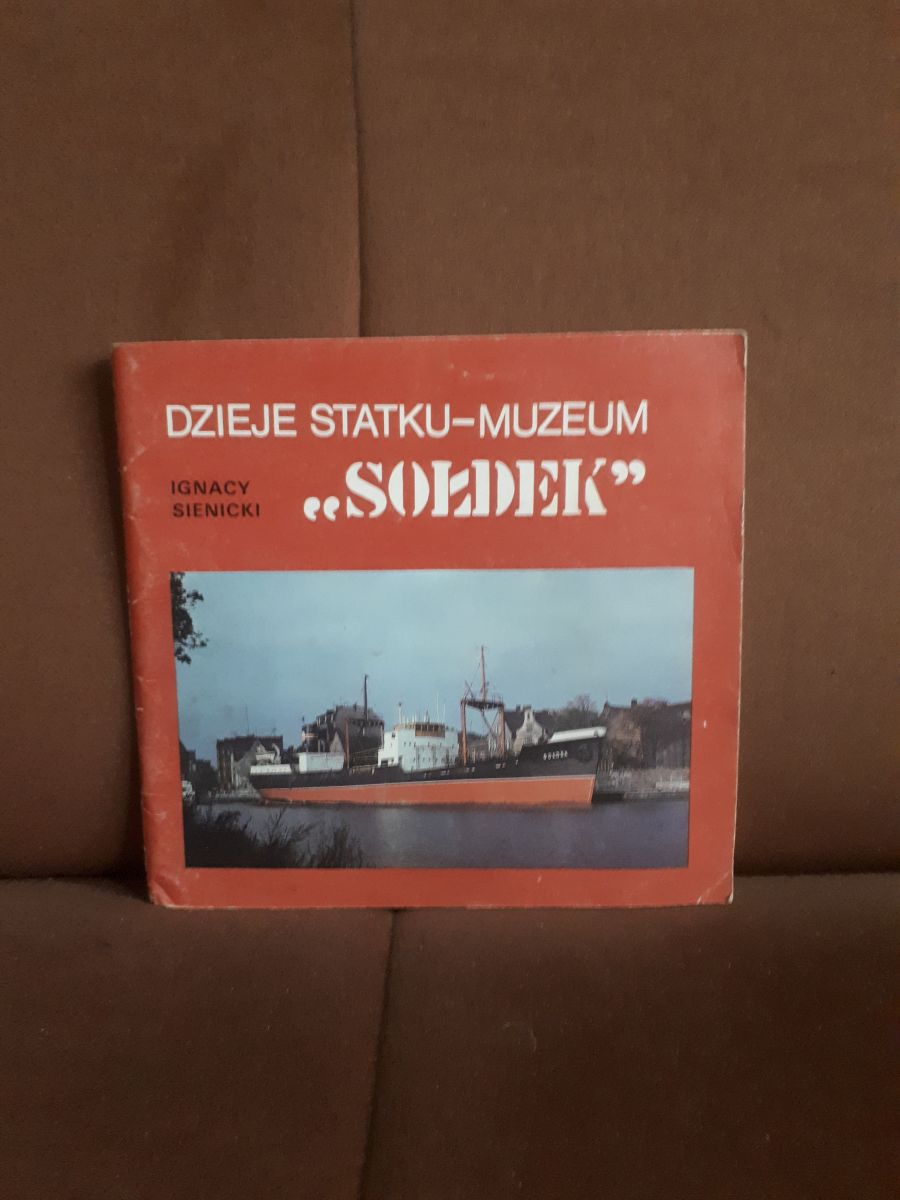 DZIEJE STATKU–MUZEUM
IGNACY
SIENICKI
„SOŁDEK”